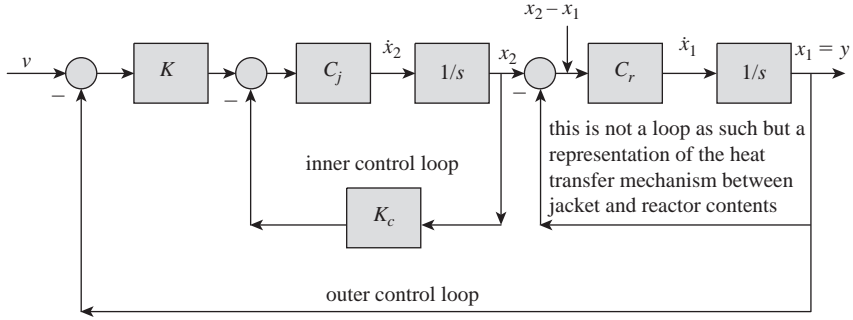 x₂ – x₁
v
K
C_j
ẋ₂
1/s
x₂
C_r
ẋ₁
1/s
x₁ = y
–
–
–
this is not a loop as such but a
representation of the heat
transfer mechanism between
jacket and reactor contents
inner control loop
K_c
outer control loop